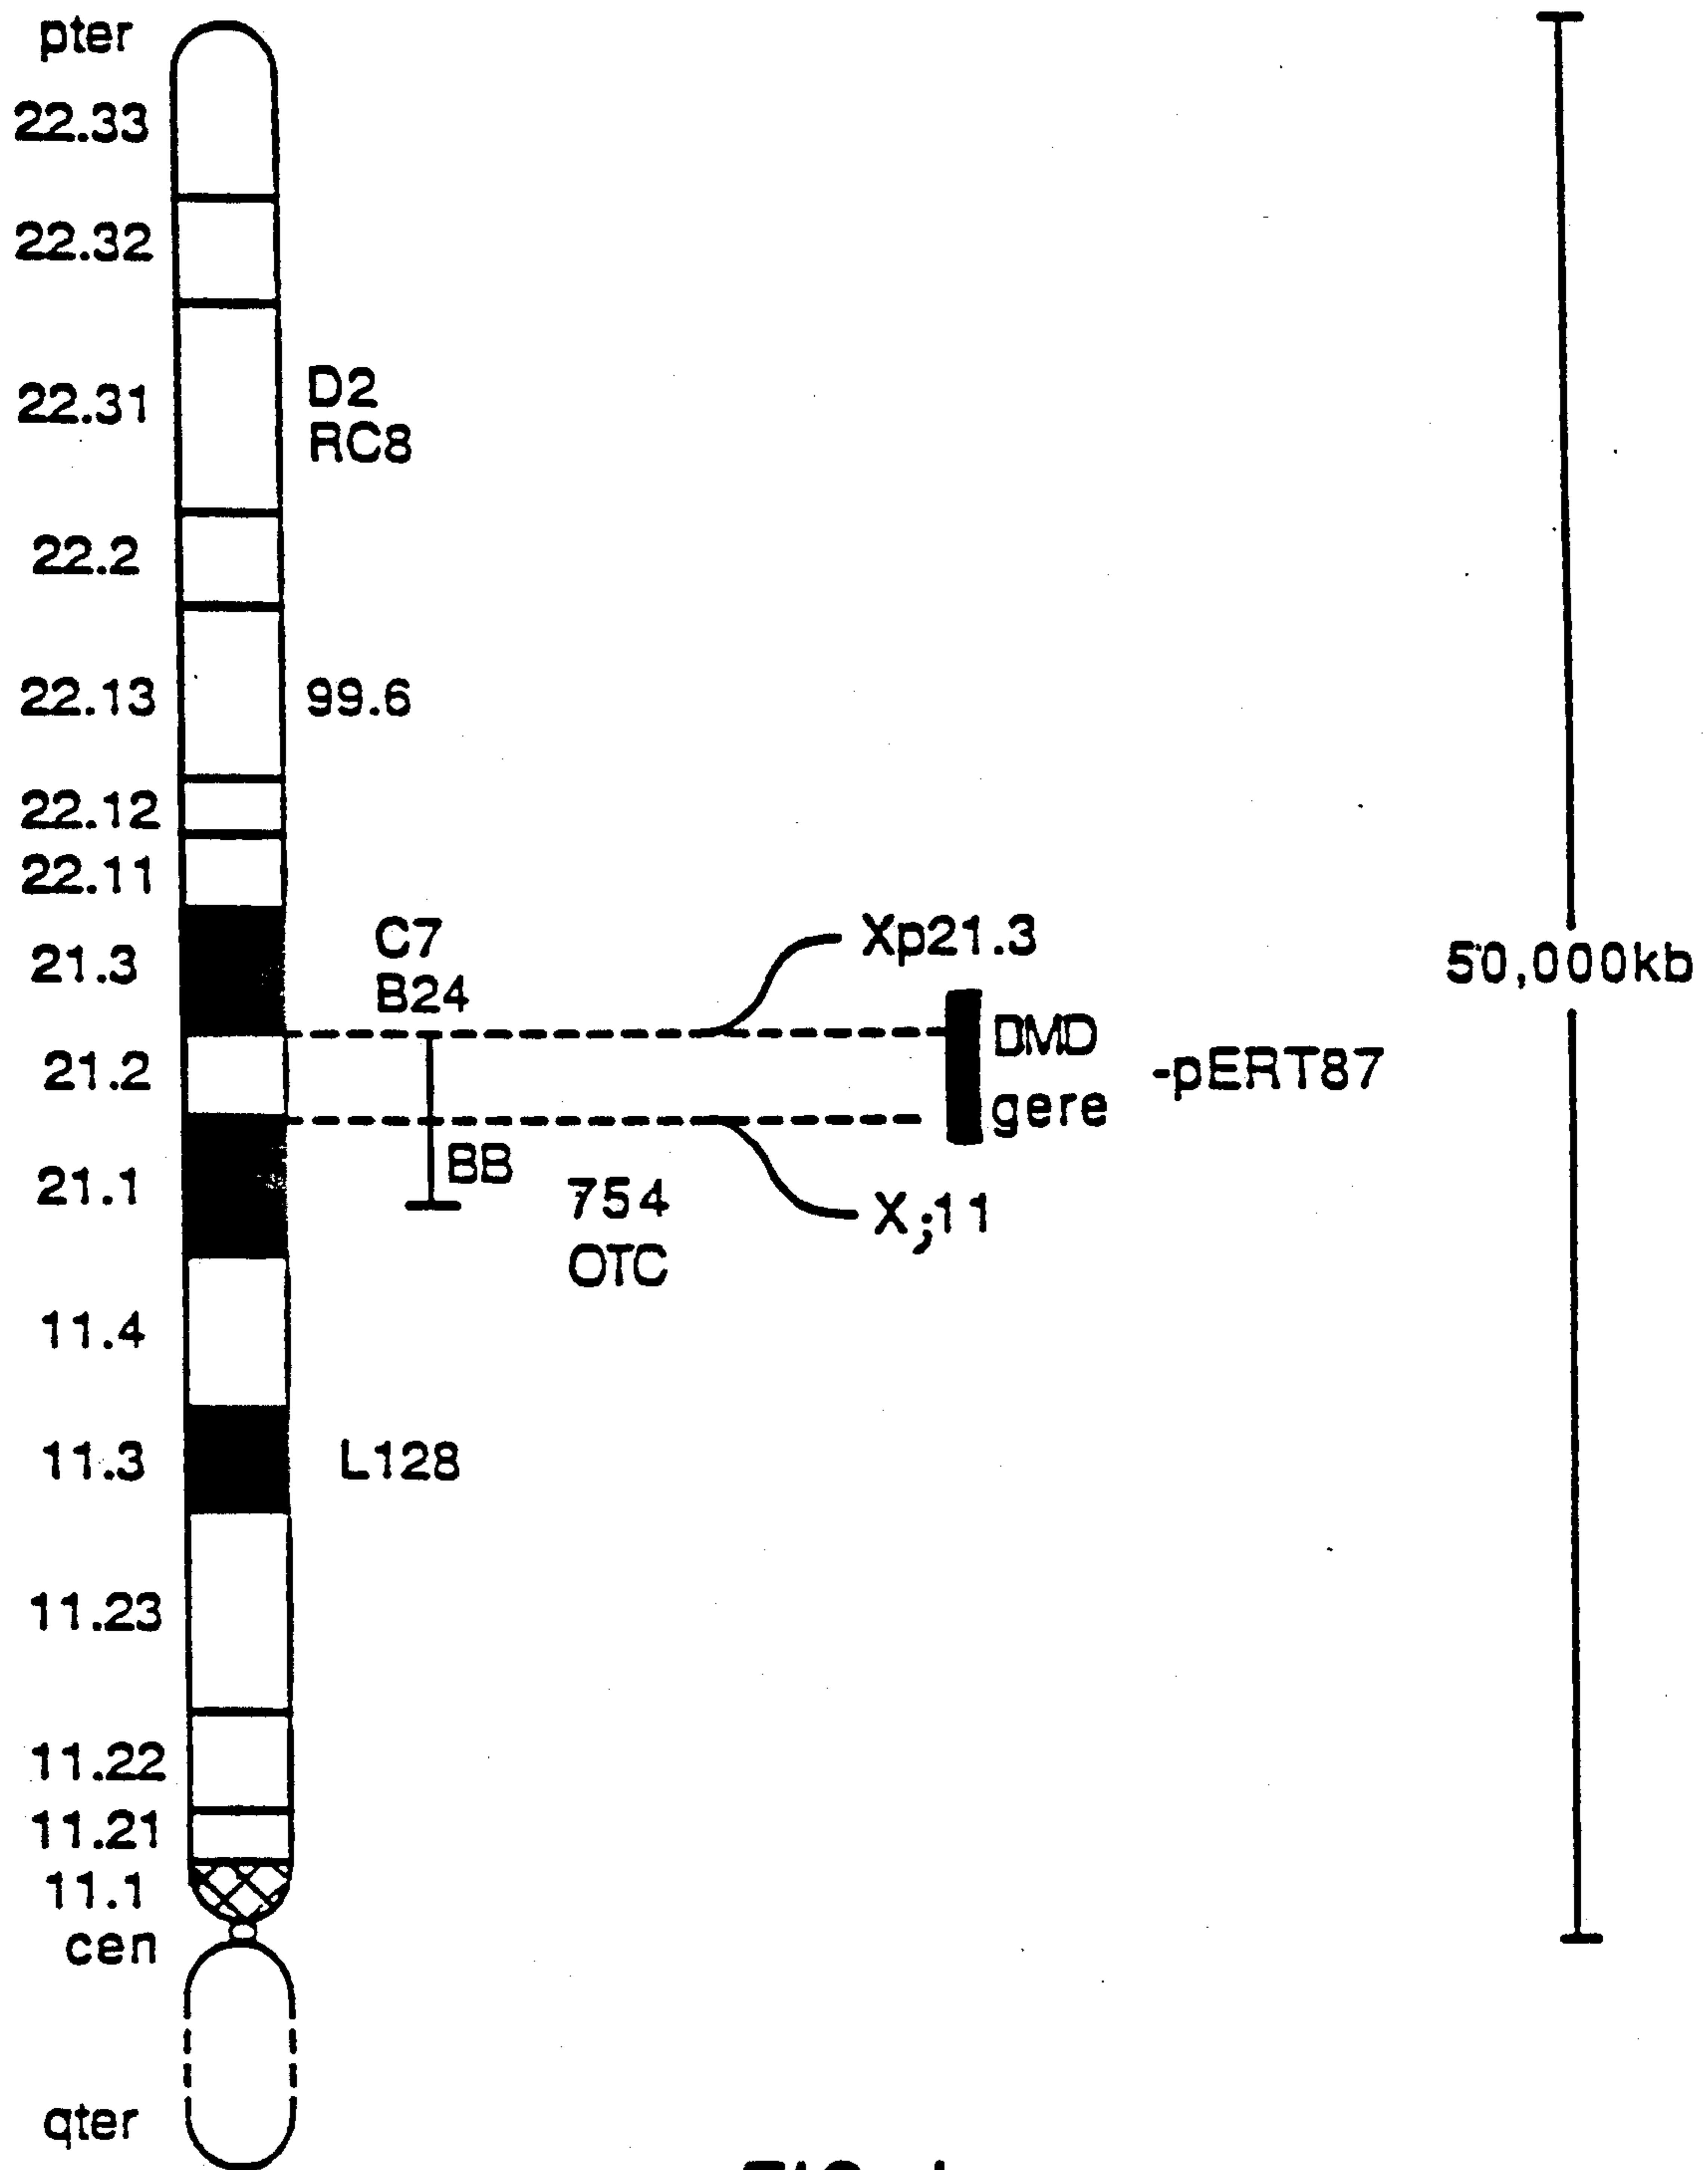 pter
22.33
22.32
22.31
D2
RC8
22.2
22.13
99.6
22.12
22.11
21.3
C7
B24
Xp21.3
50,000kb
21.2
DMD
gere
-pERT87
21.1
BB
754
OTC
X;11
11.4
11.3
L128
11.23
11.22
11.21
11.1
cen
qter